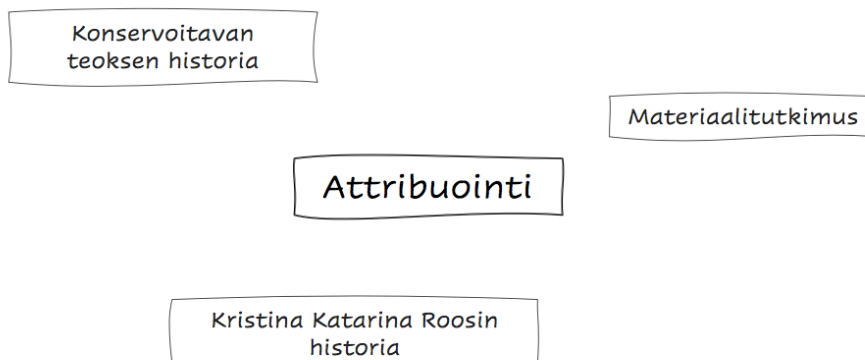 Konservoitavan
teoksen historia
Materiaalitutkimus
Attribuointi
Kristina Katarina Roosin
historia